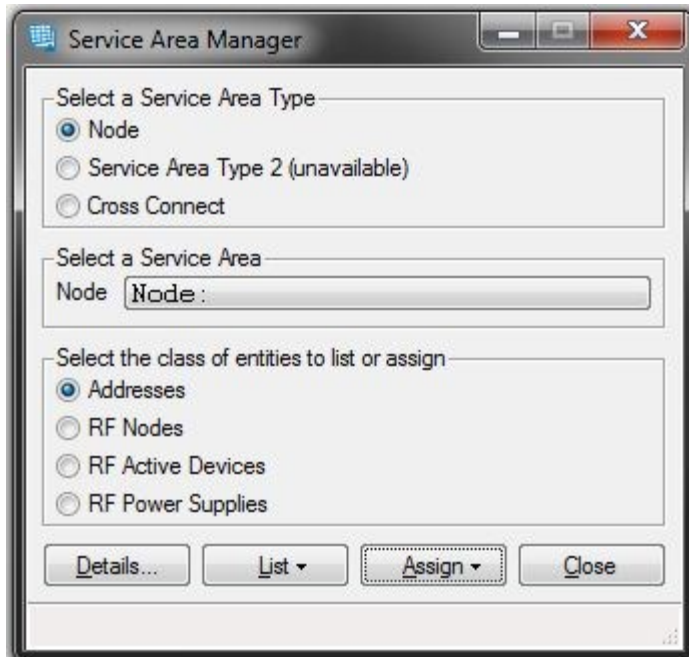 Service Area Manager
Select a Service Area Type
Node
Service Area Type 2 (unavailable)
Cross Connect
Select a Service Area
Node Node:
Select the class of entities to list or assign
Addresses
RF Nodes
RF Active Devices
RF Power Supplies
Details... List Assign Close